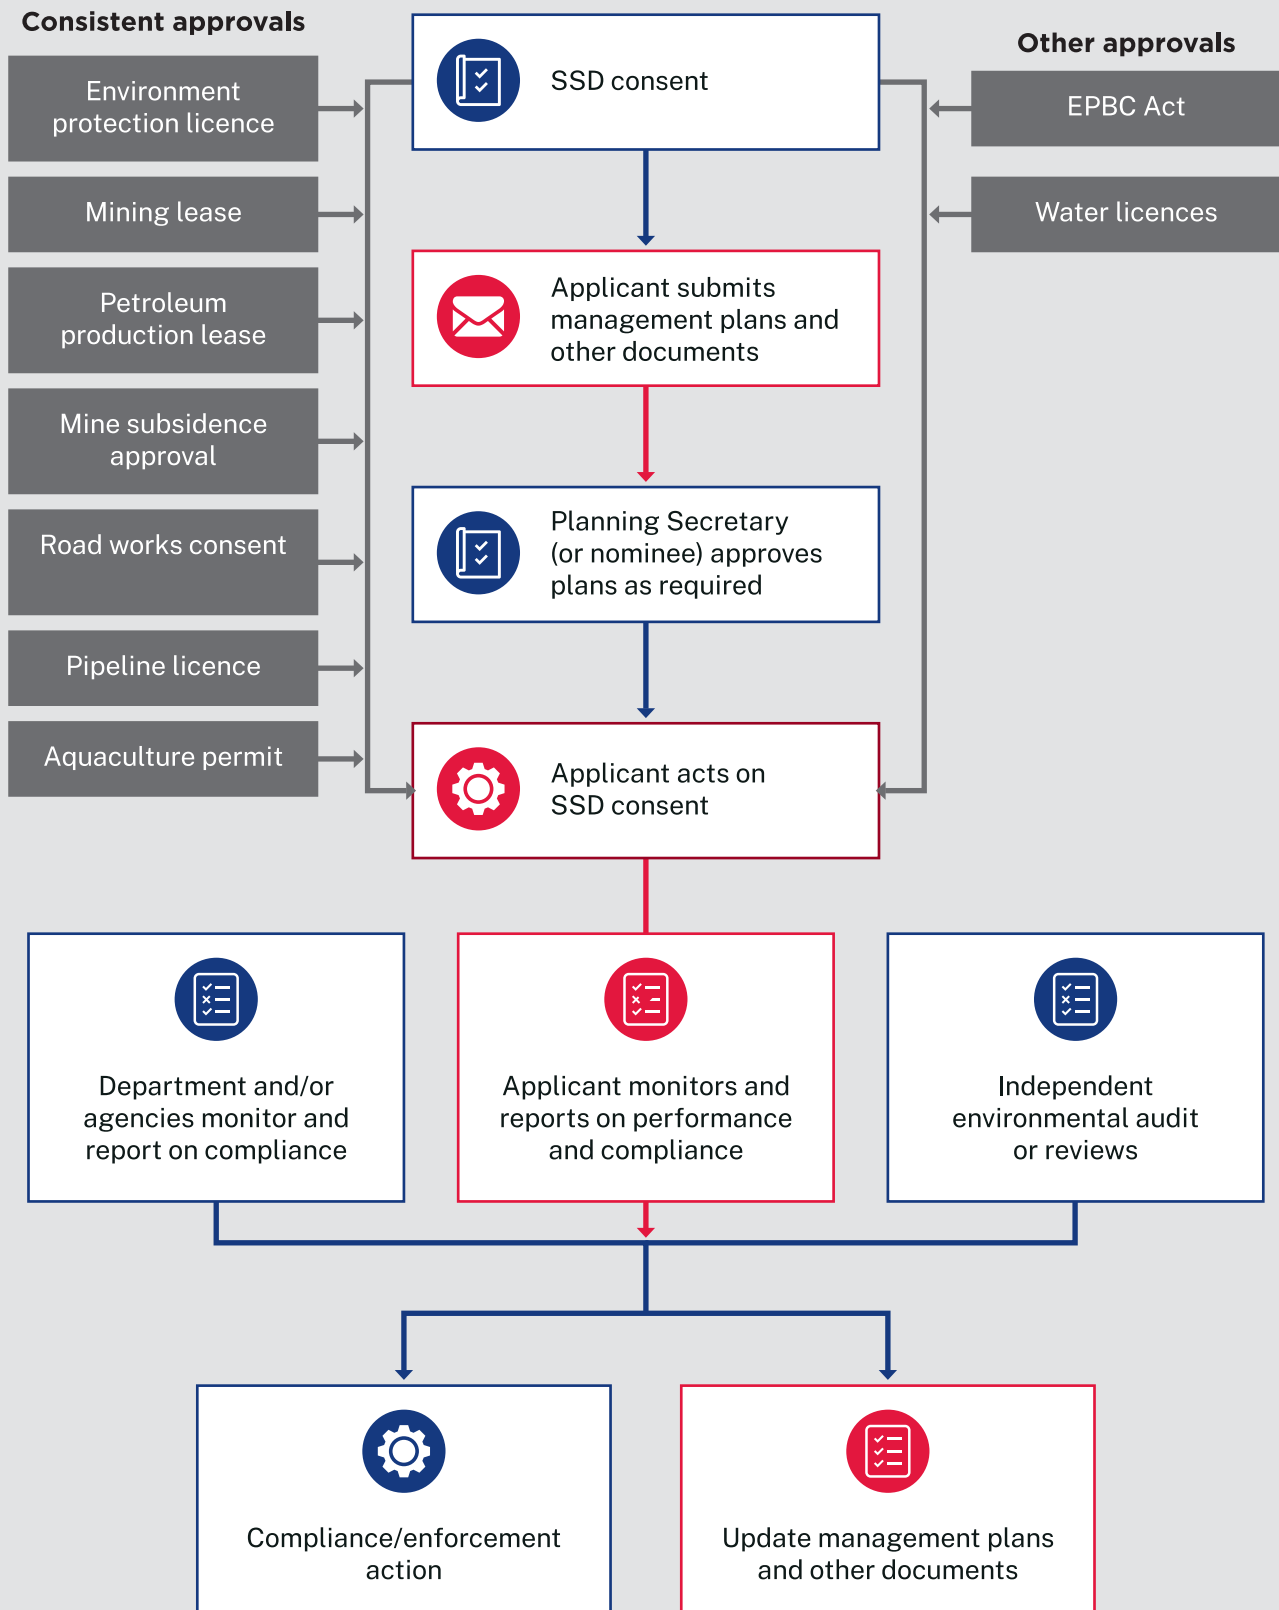 Consistent approvals
Environment
protection licence
Mining lease
Petroleum
production lease
Mine subsidence
approval
Road works consent
Pipeline licence
Aquaculture permit
SSD consent
Applicant submits
management plans and
other documents
Planning Secretary
(or nominee) approves
plans as required
Applicant acts on
SSD consent
Other approvals
EPBC Act
Water licences
Department and/or
agencies monitor and
report on compliance
Applicant monitors and
reports on performance
and compliance
Independent
environmental audit
or reviews
Compliance/enforcement
action
Update management plans
and other documents